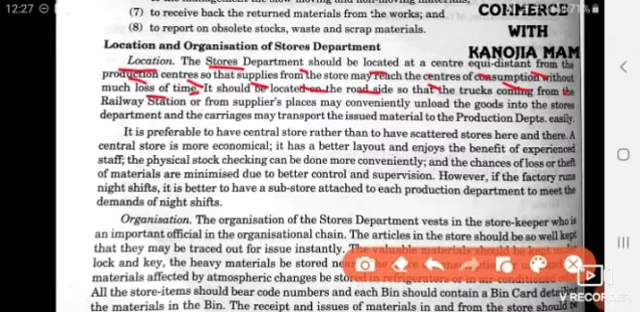 12:27
71%
COMMERCE
WITH
KANOJIA MAM
(7) to receive back the returned materials from the works; and
(8) to report on obsolete stocks, waste and scrap materials.
Location and Organisation of Stores Department
Location. The Stores Department should be located at a centre equi-distant from the
production centres so that supplies from the store may reach the centres of consumption without
much loss of time. It should be located on the road side so that the trucks coming from the
Railway Station or from supplier's places may conveniently unload the goods into the stores
department and the carriages may transport the issued material to the Production Depts. easily.
It is preferable to have central store rather than to have scattered stores here and there. A
central store is more economical; it has a better layout and enjoys the benefit of experienced
staff; the physical stock checking can be done more conveniently; and the chances of loss or theft
of materials are minimised due to better control and supervision. However, if the factory runs
night shifts, it is better to have a sub-store attached to each production department to meet the
demands of night shifts.
Organisation. The organisation of the Stores Department vests in the store-keeper who is
an important official in the organisational chain. The articles in the store should be so well kept
that they may be traced out for issue instantly. The valuable materials should be kept
lock and key, the heavy materials be stored
materials affected by atmospheric changes be stored in refrigerators or in air-conditioned
All the store-items should bear code numbers and each Bin should contain a Bin Card detailing
the materials in the Bin. The receipt and issues of materials in and from the store should be
V RECORDER